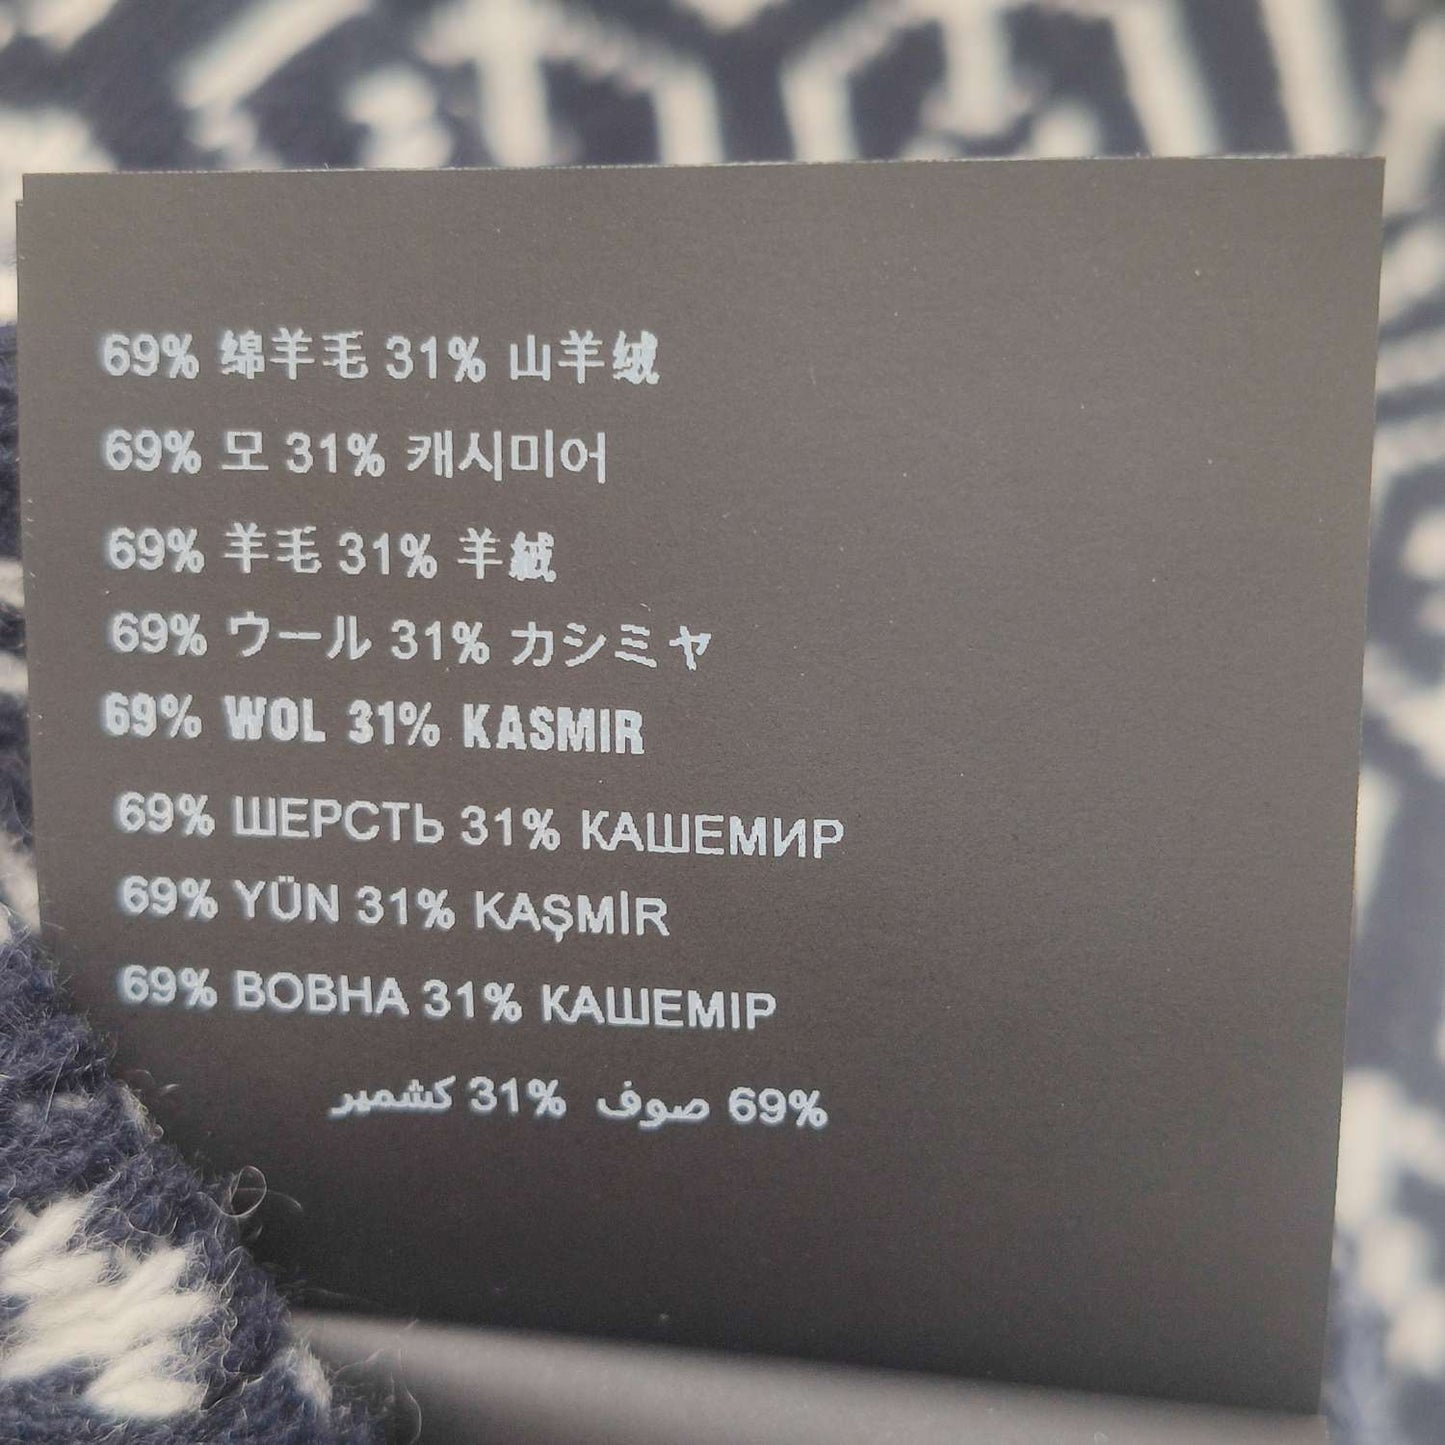 69% 绵羊毛 31% 山羊绒
69% 모 31% 캐시미어
69% 羊毛 31% 羊絨
69% ウール 31% カシミヤ
69% WOL 31% KASMIR
69% ШЕРСТЬ 31% КАШЕМИР
69% YÜN 31% KAŞMİR
69% ВОВНА 31% КАШЕМІР
69% صوف 31% كشمير